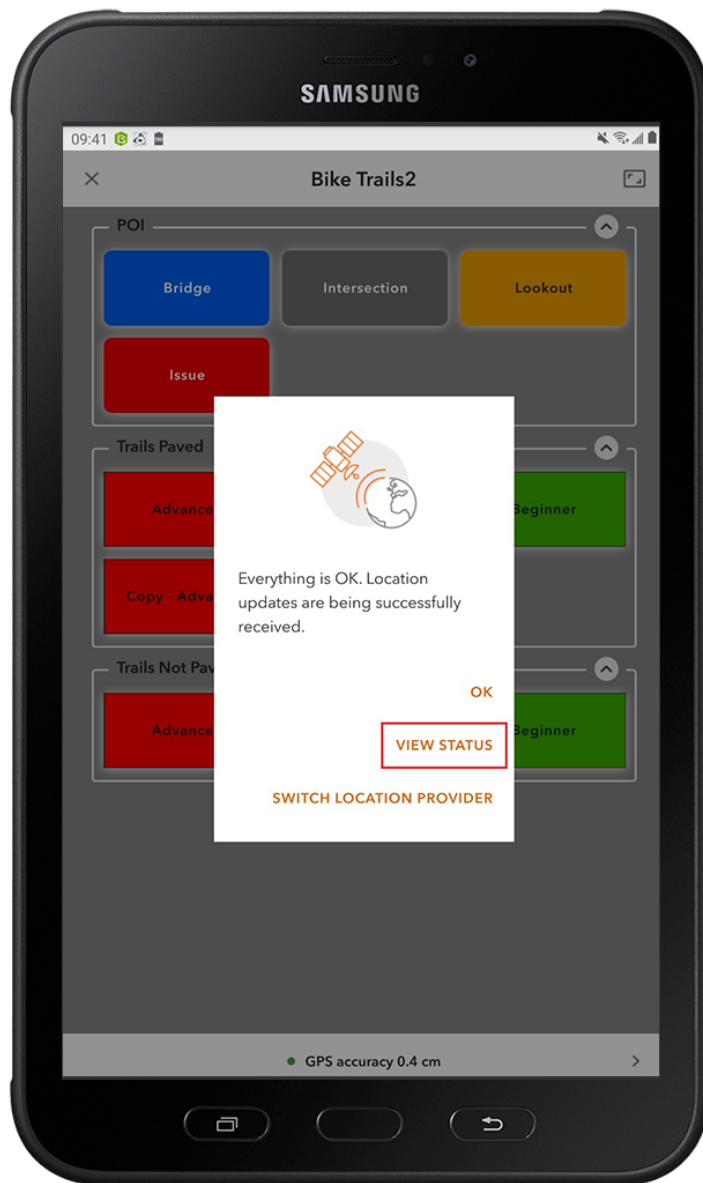 SAMSUNG
09:41
Bike Trails2
POI
Bridge
Intersection
Lookout
Issue
Trails Paved
Advance
Beginner
Copy - Adva
Trails Not Pav
Advance
Beginner
Everything is OK. Location
updates are being successfully
received.
OK
VIEW STATUS
SWITCH LOCATION PROVIDER
GPS accuracy 0.4 cm